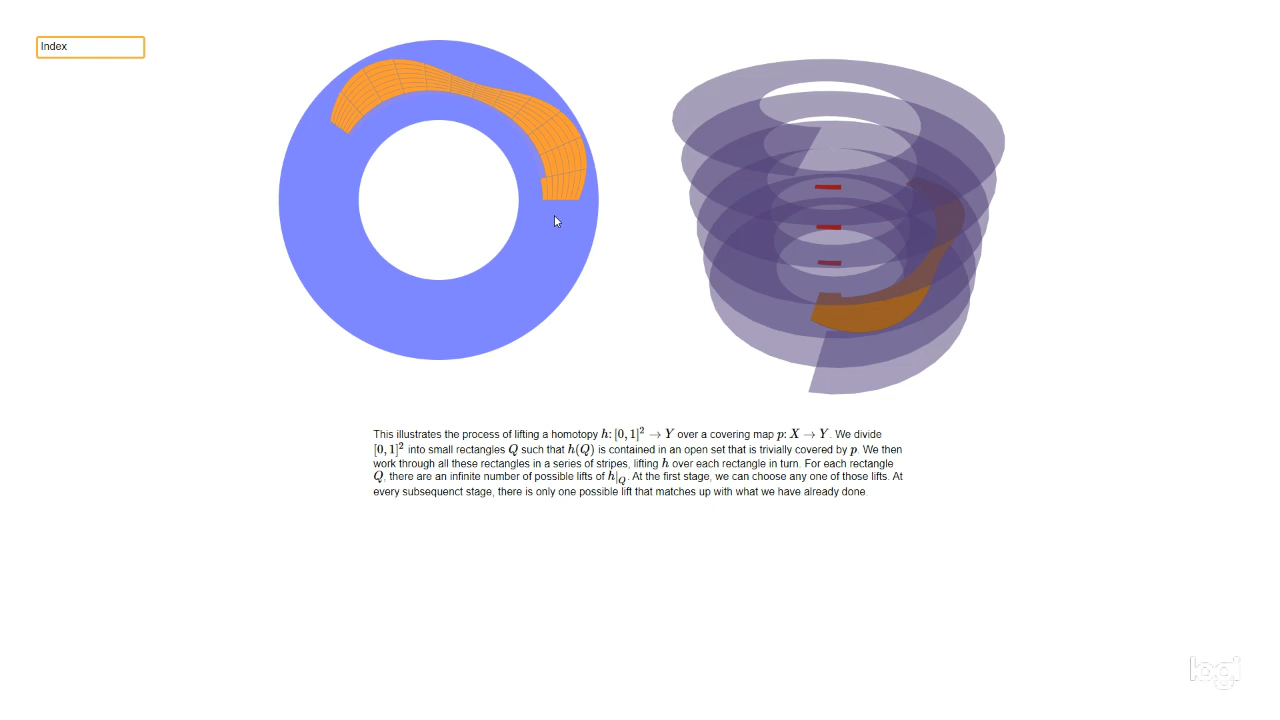 Index
This illustrates the process of lifting a homotopy h: [0, 1]² → Y over a covering map p: X → Y. We divide
[0, 1]² into small rectangles Q such that h(Q) is contained in an open set that is trivially covered by p. We then
work through all these rectangles in a series of stripes, lifting h over each rectangle in turn. For each rectangle
Q, there are an infinite number of possible lifts of h|_Q. At the first stage, we can choose any one of those lifts. At
every subsequenct stage, there is only one possible lift that matches up with what we have already done.
logi